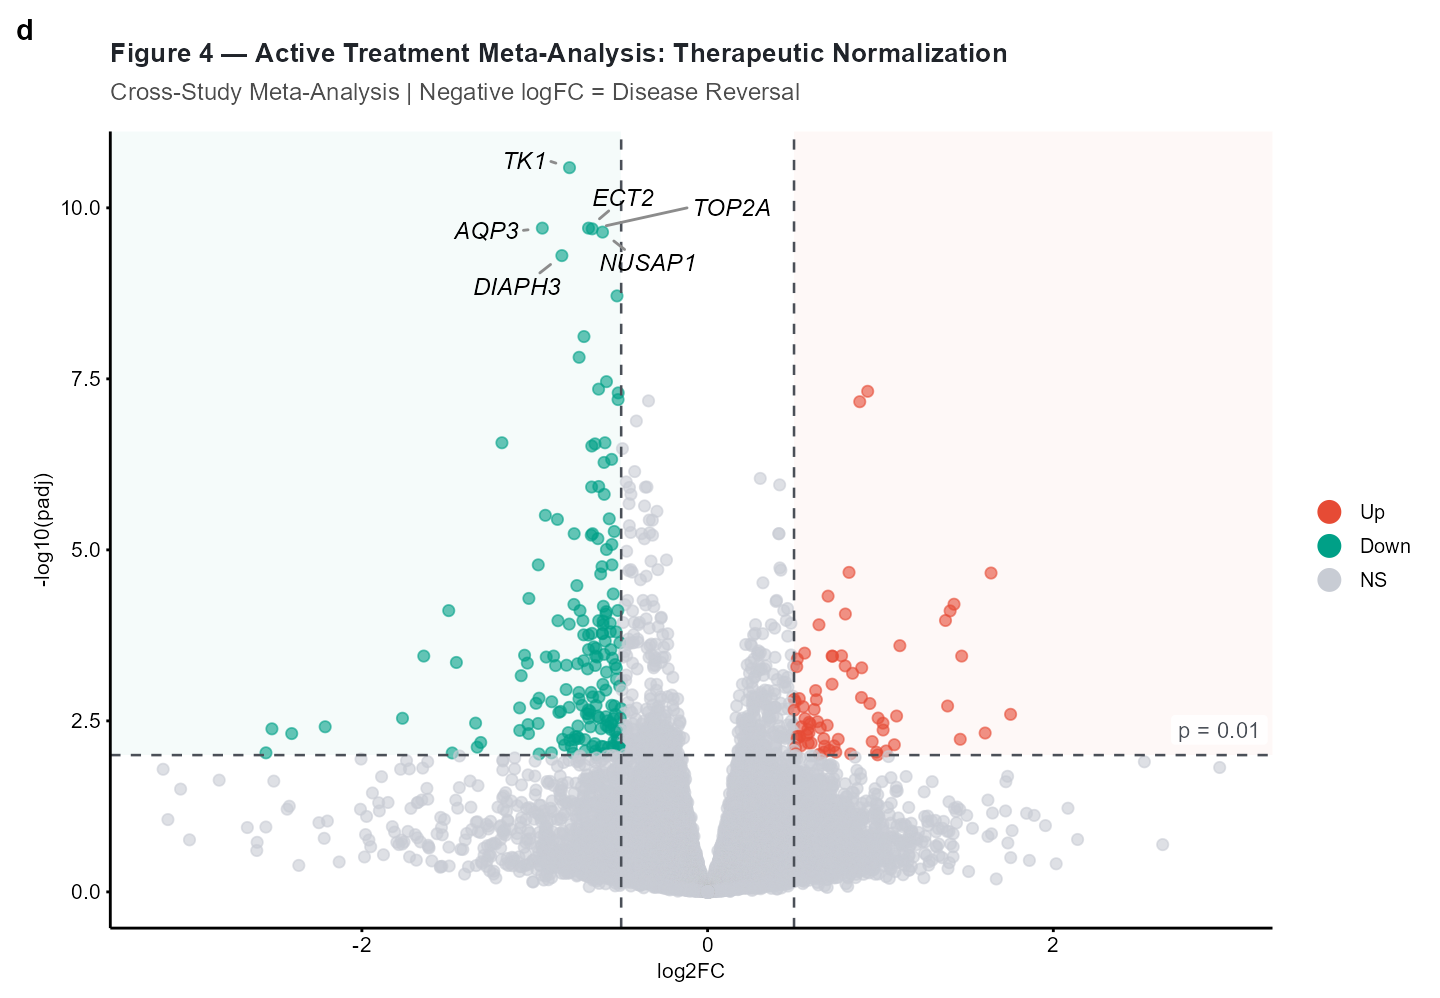 d
Figure 4 — Active Treatment Meta-Analysis: Therapeutic Normalization
Cross-Study Meta-Analysis | Negative logFC = Disease Reversal
TK1
ECT2
TOP2A
AQP3
NUSAP1
DIAPH3
10.0
7.5
5.0
2.5
0.0
-log10(padj)
p = 0.01
Up
Down
NS
-2
0
2
log2FC